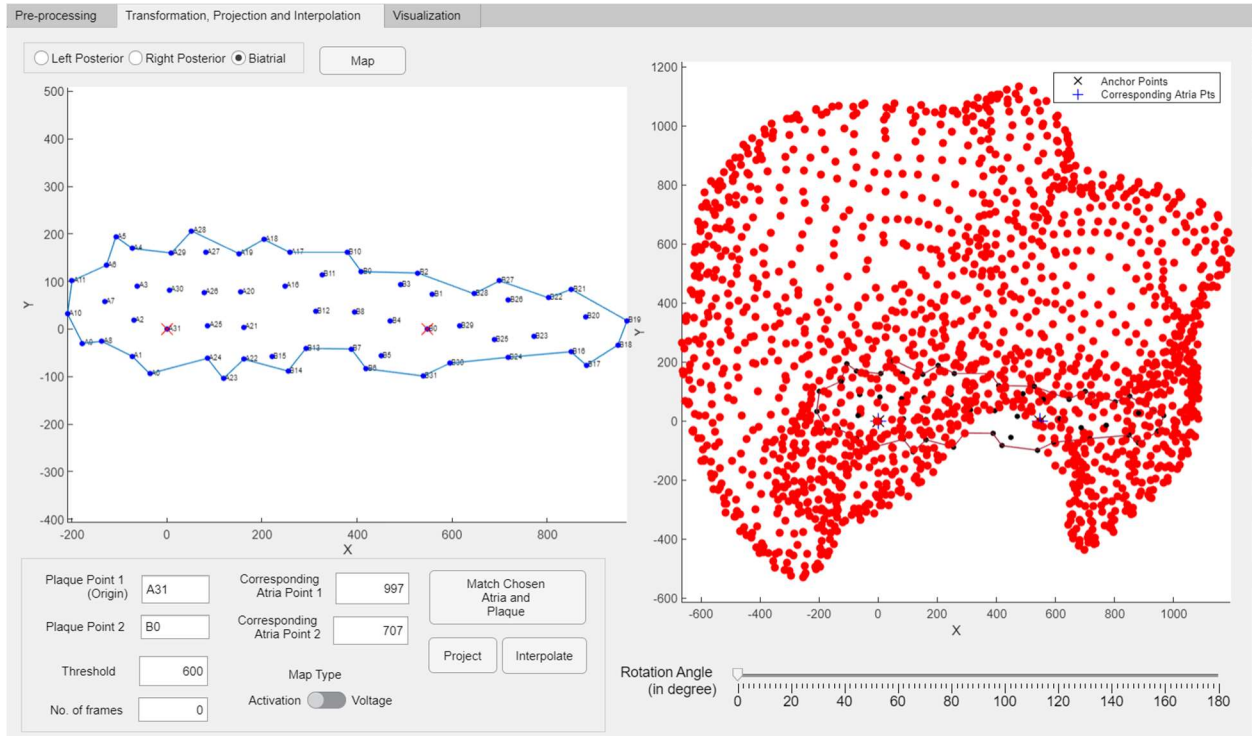 Pre-processing
Transformation, Projection and Interpolation
Visualization
Left Posterior
Right Posterior
Biatrial
Map
500
400
300
200
100
0
-100
-200
-300
-400
Y
-200
0
200
400
600
800
X
A28
A5
A4
A29
A27
A19
A18
A17
B10
A11
A6
B11
B0
B2
A3
A30
A26
A20
A16
B3
B1
B28
B27
B26
B22
B21
A7
A10
A2
A31
A25
A21
B12
B8
B4
B0
B29
B20
B19
A0
A8
A1
A0
A24
A22
A23
B15
B14
B13
B7
B5
B6
B31
B30
B25
B24
B15
B16
B17
B18
1200
1000
800
600
400
200
0
-200
-400
-600
Y
-600
-400
-200
0
200
400
600
800
1000
X
Anchor Points
Corresponding Atria Pts
Plaque Point 1
(Origin)
A31
Corresponding
Atria Point 1
997
Match Chosen
Atria and
Plaque
Plaque Point 2
B0
Corresponding
Atria Point 2
707
Project
Interpolate
Threshold
600
Map Type
Activation
Voltage
No. of frames
0
Rotation Angle
(in degree)
0
20
40
60
80
100
120
140
160
180